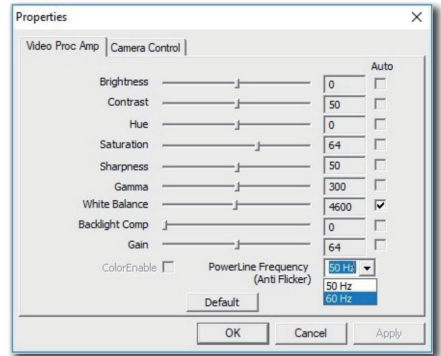 Properties
Video Proc Amp Camera Control
Auto
Brightness 0
Contrast 50
Hue 0
Saturation 64
Sharpness 50
Gamma 300
White Balance 4600
Backlight Comp 0
Gain 64
ColorEnable PowerLine Frequency 50 Hz
(Anti Flicker) 50 Hz
60 Hz
Default
OK Cancel Apply